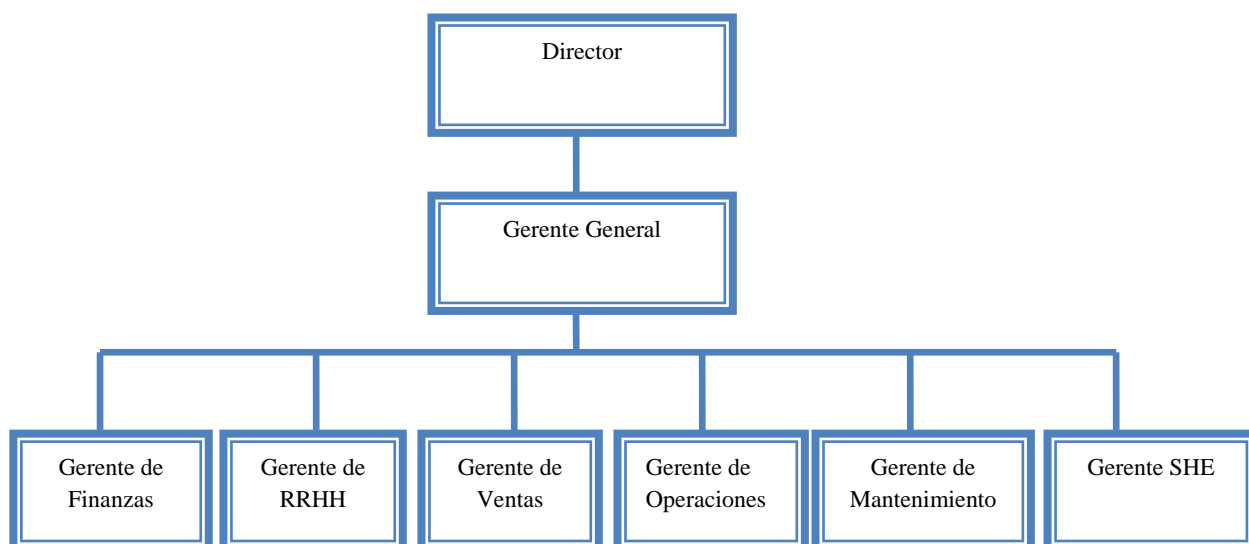 Director
Gerente General
Gerente de
Finanzas
Gerente de
RRHH
Gerente de
Ventas
Gerente de
Operaciones
Gerente de
Mantenimiento
Gerente SHE